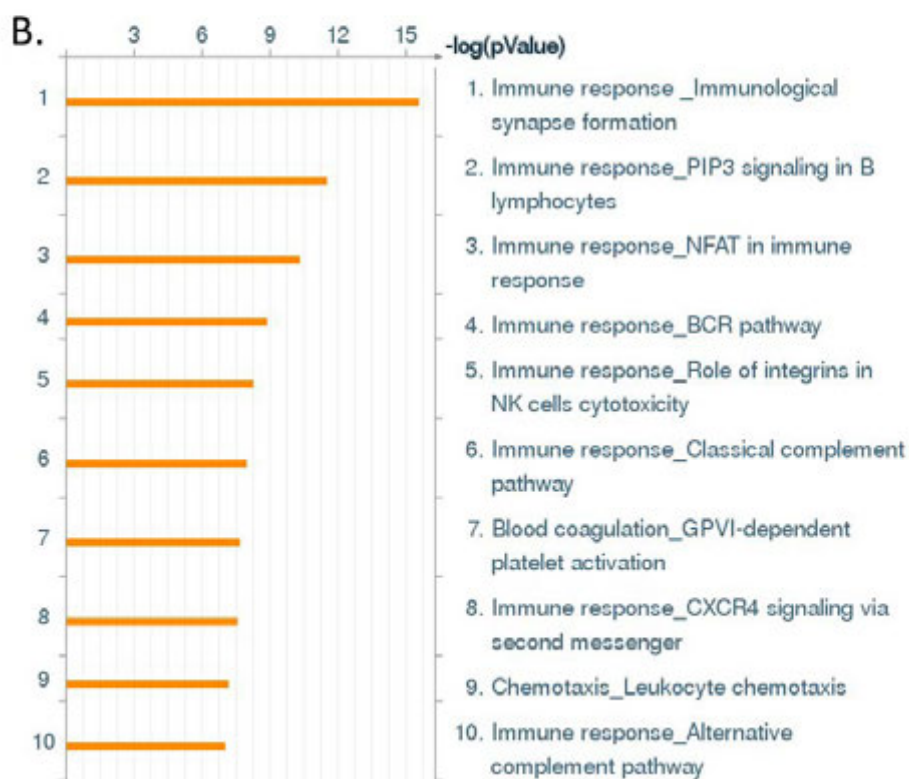 B.
3 6 9 12 15
-log(pValue)
1
2
3
4
5
6
7
8
9
10
1. Immune response _Immunological
synapse formation
2. Immune response_PIP3 signaling in B
lymphocytes
3. Immune response_NFAT in immune
response
4. Immune response_BCR pathway
5. Immune response_Role of integrins in
NK cells cytotoxicity
6. Immune response_Classical complement
pathway
7. Blood coagulation_GPVI-dependent
platelet activation
8. Immune response_CXCR4 signaling via
second messenger
9. Chemotaxis_Leukocyte chemotaxis
10. Immune response_Alternative
complement pathway